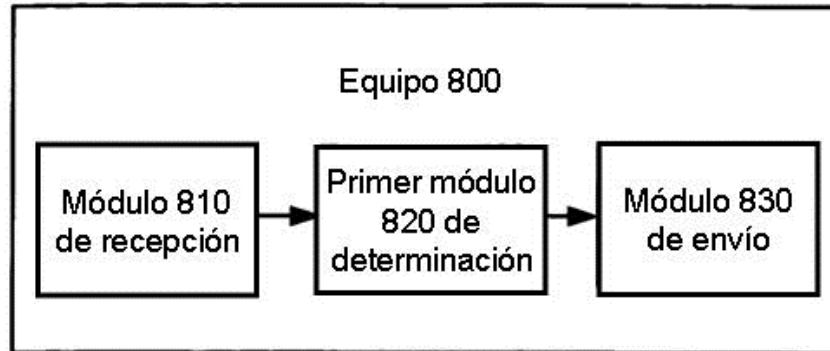 Equipo 800
Módulo 810
de recepción
Primer módulo
820 de
determinación
Módulo 830
de envío